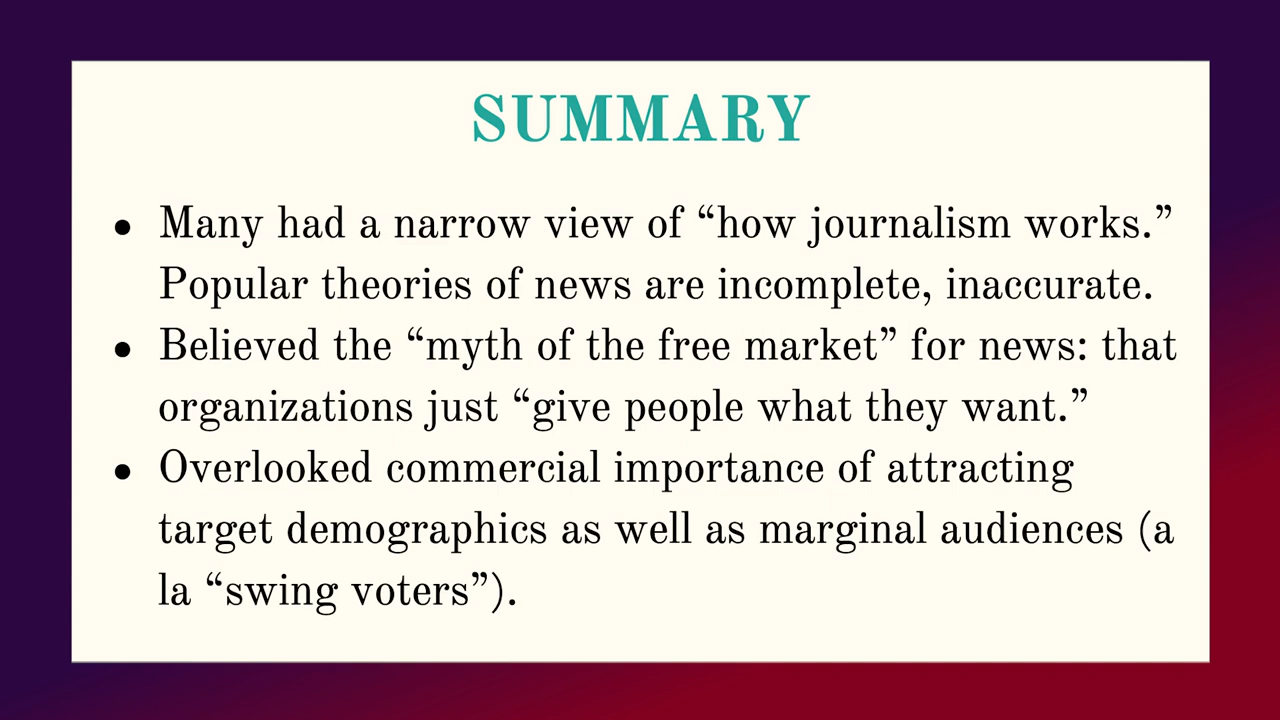 SUMMARY
• Many had a narrow view of “how journalism works.”
Popular theories of news are incomplete, inaccurate.
• Believed the “myth of the free market” for news: that
organizations just “give people what they want.”
• Overlooked commercial importance of attracting
target demographics as well as marginal audiences (a
la “swing voters”).